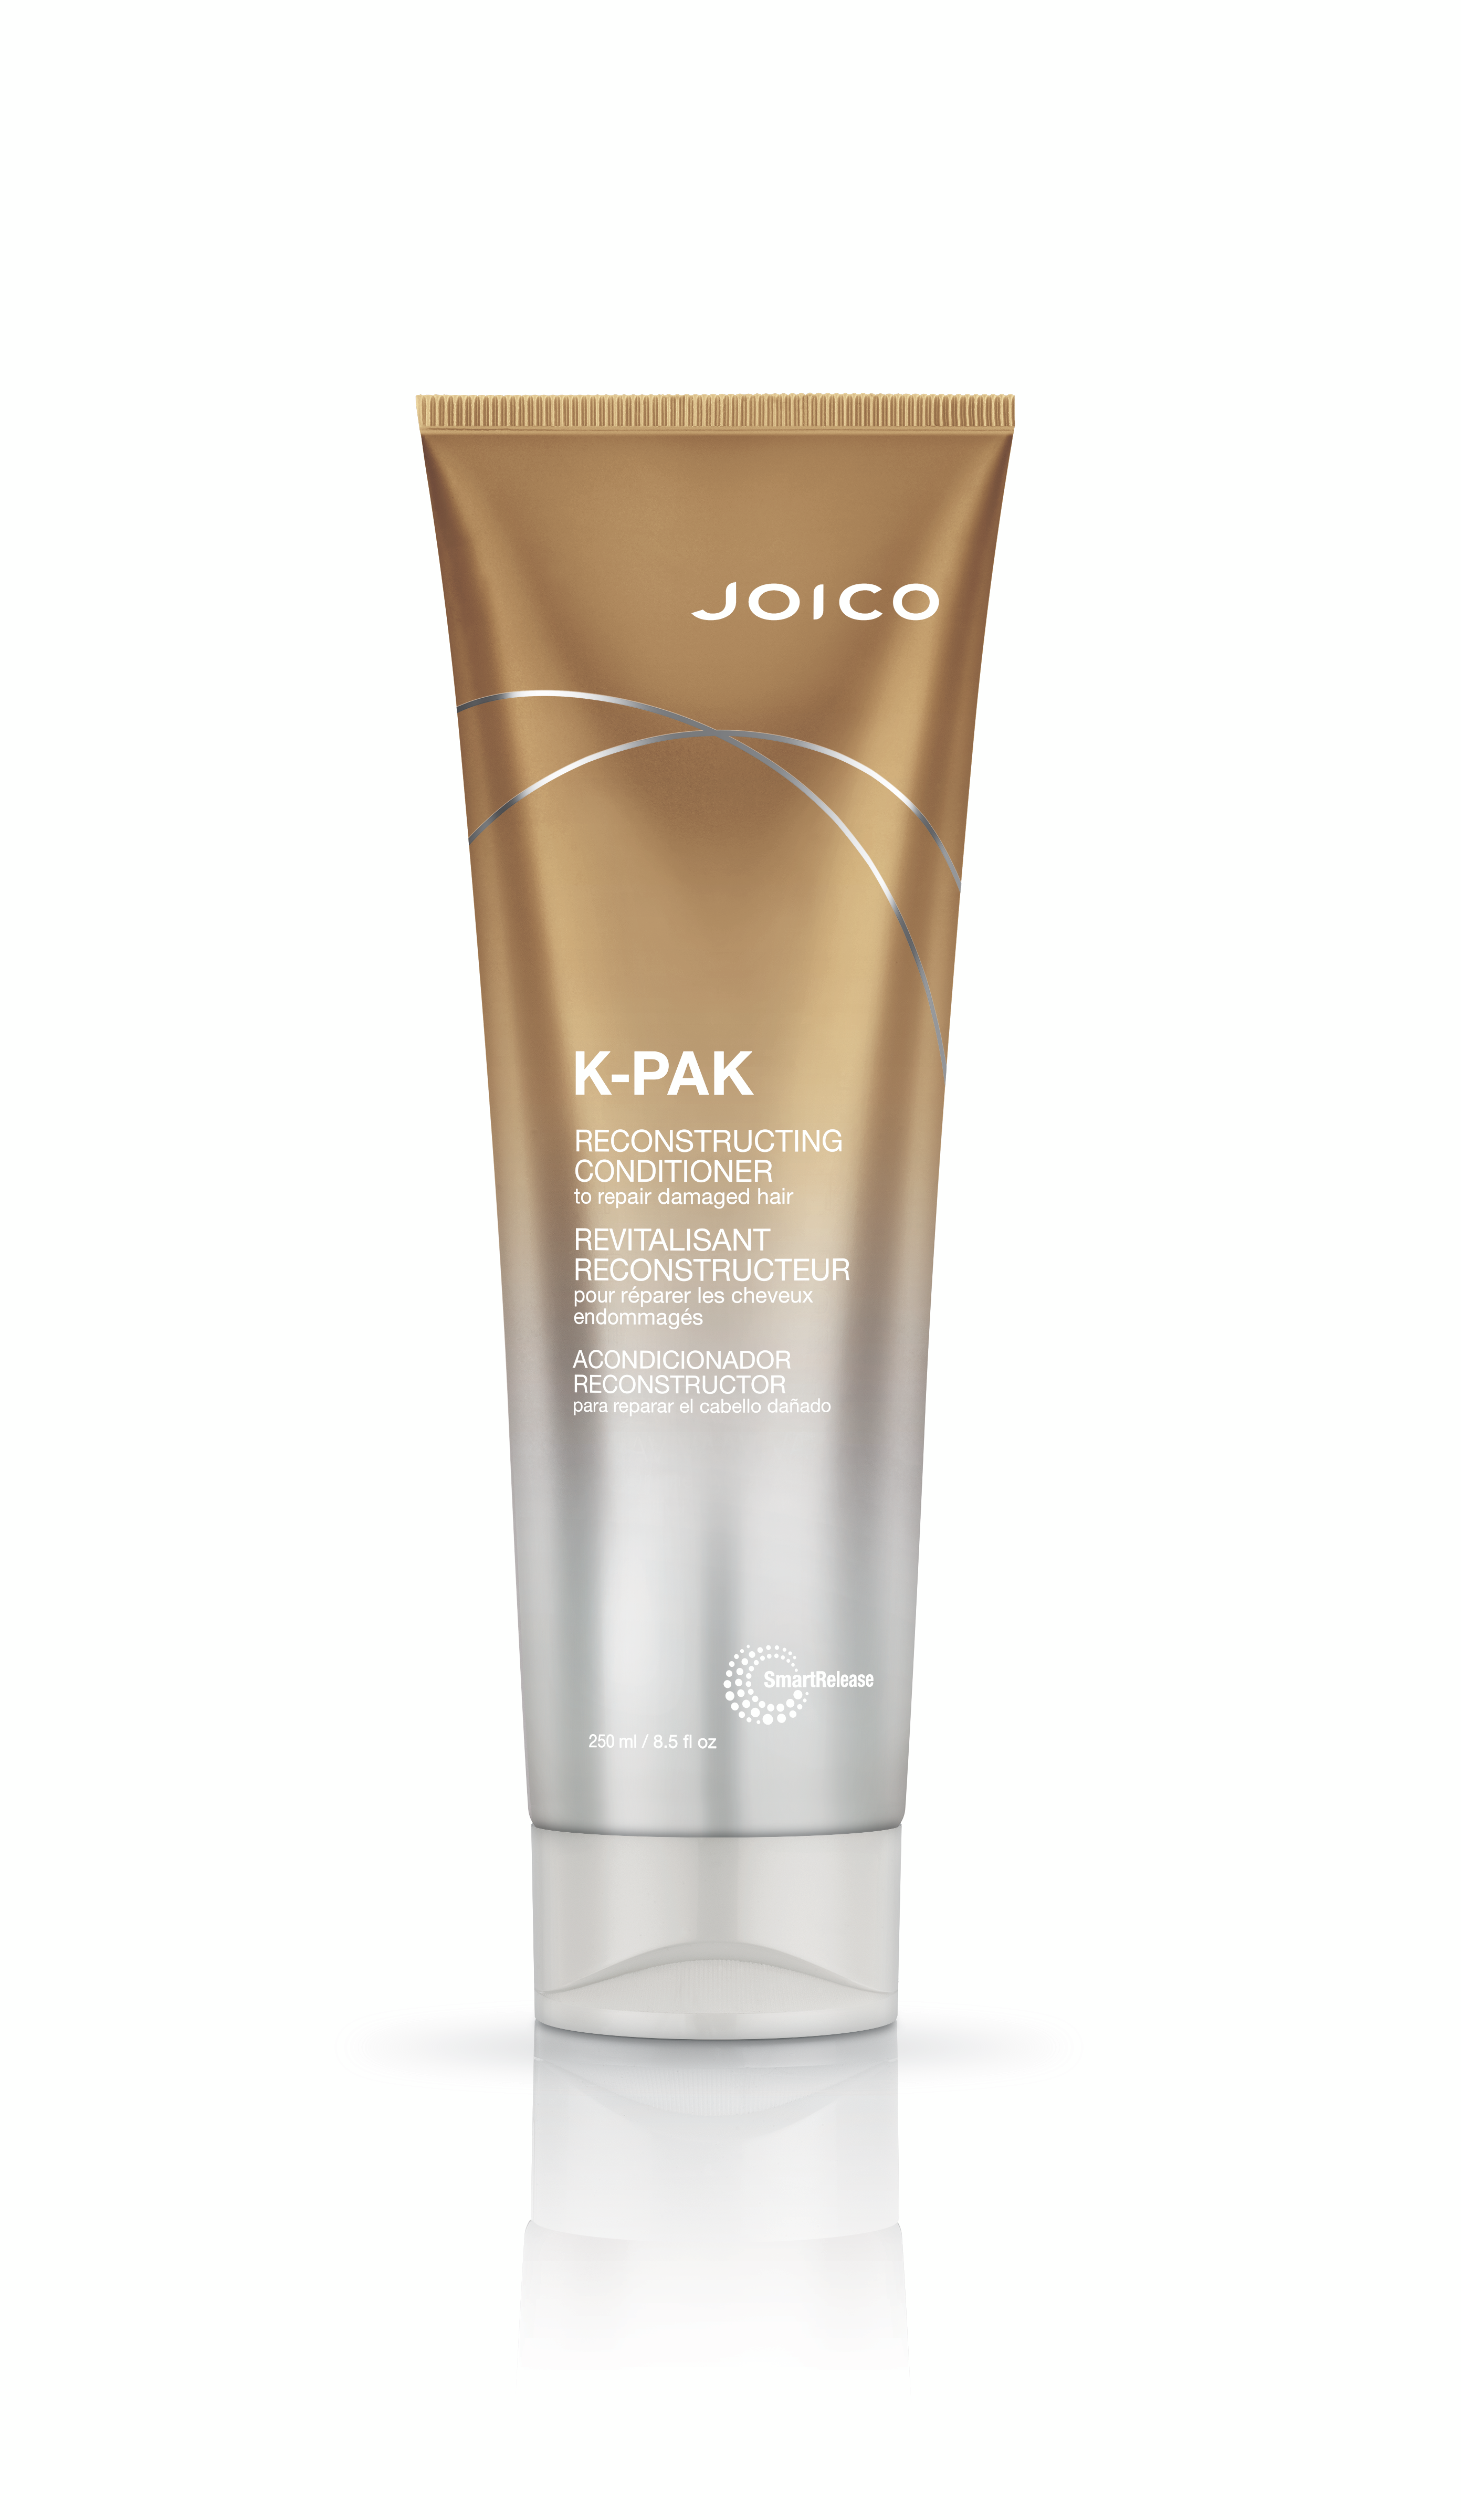 JOICO
K-PAK
RECONSTRUCTING
CONDITIONER
to repair damaged hair
REVITALISANT
RECONSTRUCTEUR
pour réparer les cheveux
endommagés
ACONDICIONADOR
RECONSTRUCTOR
para reparar el cabello dañado
SmartRelease
250 ml / 8.5 fl oz